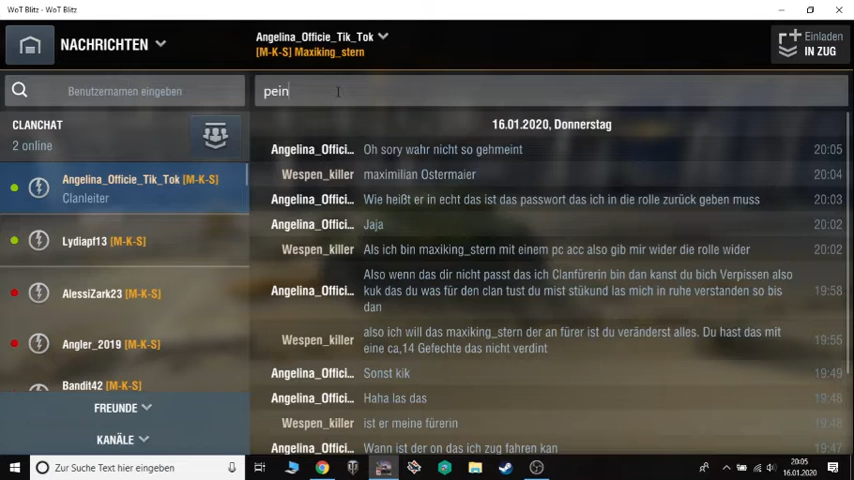 WoT Blitz - WoT Blitz
NACHRICHTEN
Angelina_Officie_Tik_Tok
[M-K-S] Maxiking_stern
Einladen
IN ZUG
Benutzernamen eingeben
pein
CLANCHAT
2 online
Angelina_Officie_Tik_Tok [M-K-S]
Clanleiter
Lydiapf13 [M-K-S]
AlessiZark23 [M-K-S]
Angler_2019 [M-K-S]
Bandit42 [M-K-S]
FREUNDE
KANÄLE
16.01.2020, Donnerstag
Angelina_Offici... Oh sory wahr nicht so gehmeint 20:05
Wespen_killer maximilian Ostermaier 20:04
Angelina_Offici... Wie heißt er in echt das ist das passwort das ich in die rolle zurück geben muss 20:03
Angelina_Offici... Jaja 20:02
Wespen_killer Als ich bin maxiking_stern mit einem pc acc also gib mir wider die rolle wider 20:02
Also wenn das dir nicht passt das ich Clanfürerin bin dan kanst du bich Verpissen also
Angelina_Offici... kuk das du was für den clan tust du mist stükund las mich in ruhe verstanden so bis 19:58
dan
also ich will das maxiking_stern der an fürer ist du veränderst alles. Du hast das mit
Wespen_killer eine ca,14 Gefechte das nicht verdint 19:55
Angelina_Offici... Sonst kik 19:49
Angelina_Offici... Haha las das 19:48
Wespen_killer ist er meine fürerin 19:48
Angelina_Offici... Wann ist der on das ich zug fahren kan 19:47
Zur Suche Text hier eingeben
20:05
16.01.2020